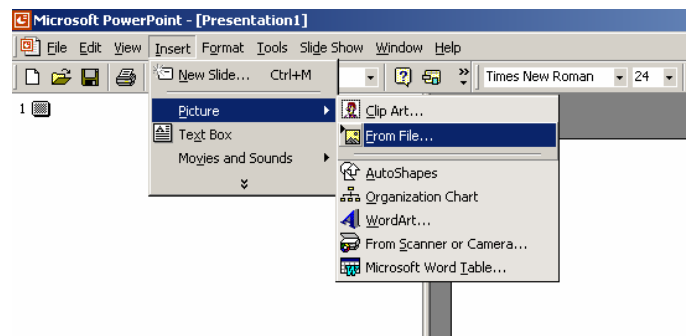 Microsoft PowerPoint - [Presentation1]
File Edit View Insert Format Tools Slide Show Window Help
New Slide... Ctrl+M
Times New Roman 24
1
Picture
Clip Art...
Text Box
From File...
Movies and Sounds
AutoShapes
Organization Chart
WordArt...
From Scanner or Camera...
Microsoft Word Table...